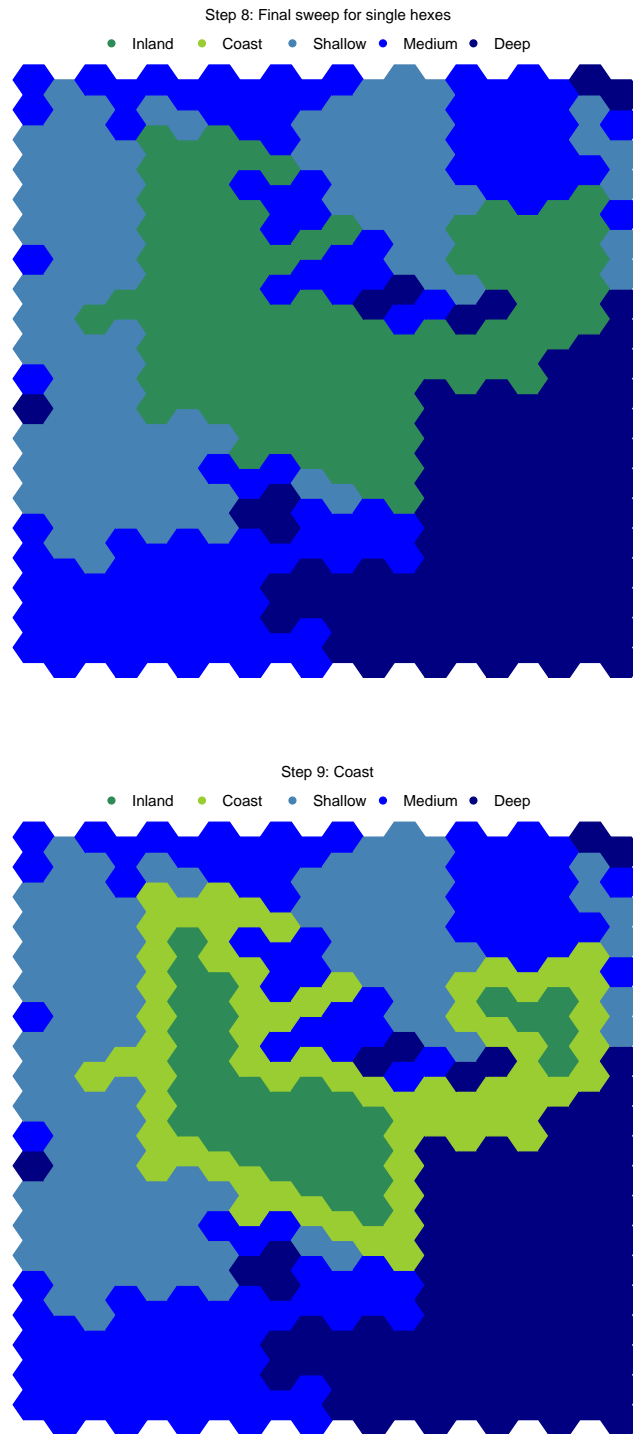 Step 8: Final sweep for single hexes
Inland Coast Shallow Medium Deep
Step 9: Coast
Inland Coast Shallow Medium Deep